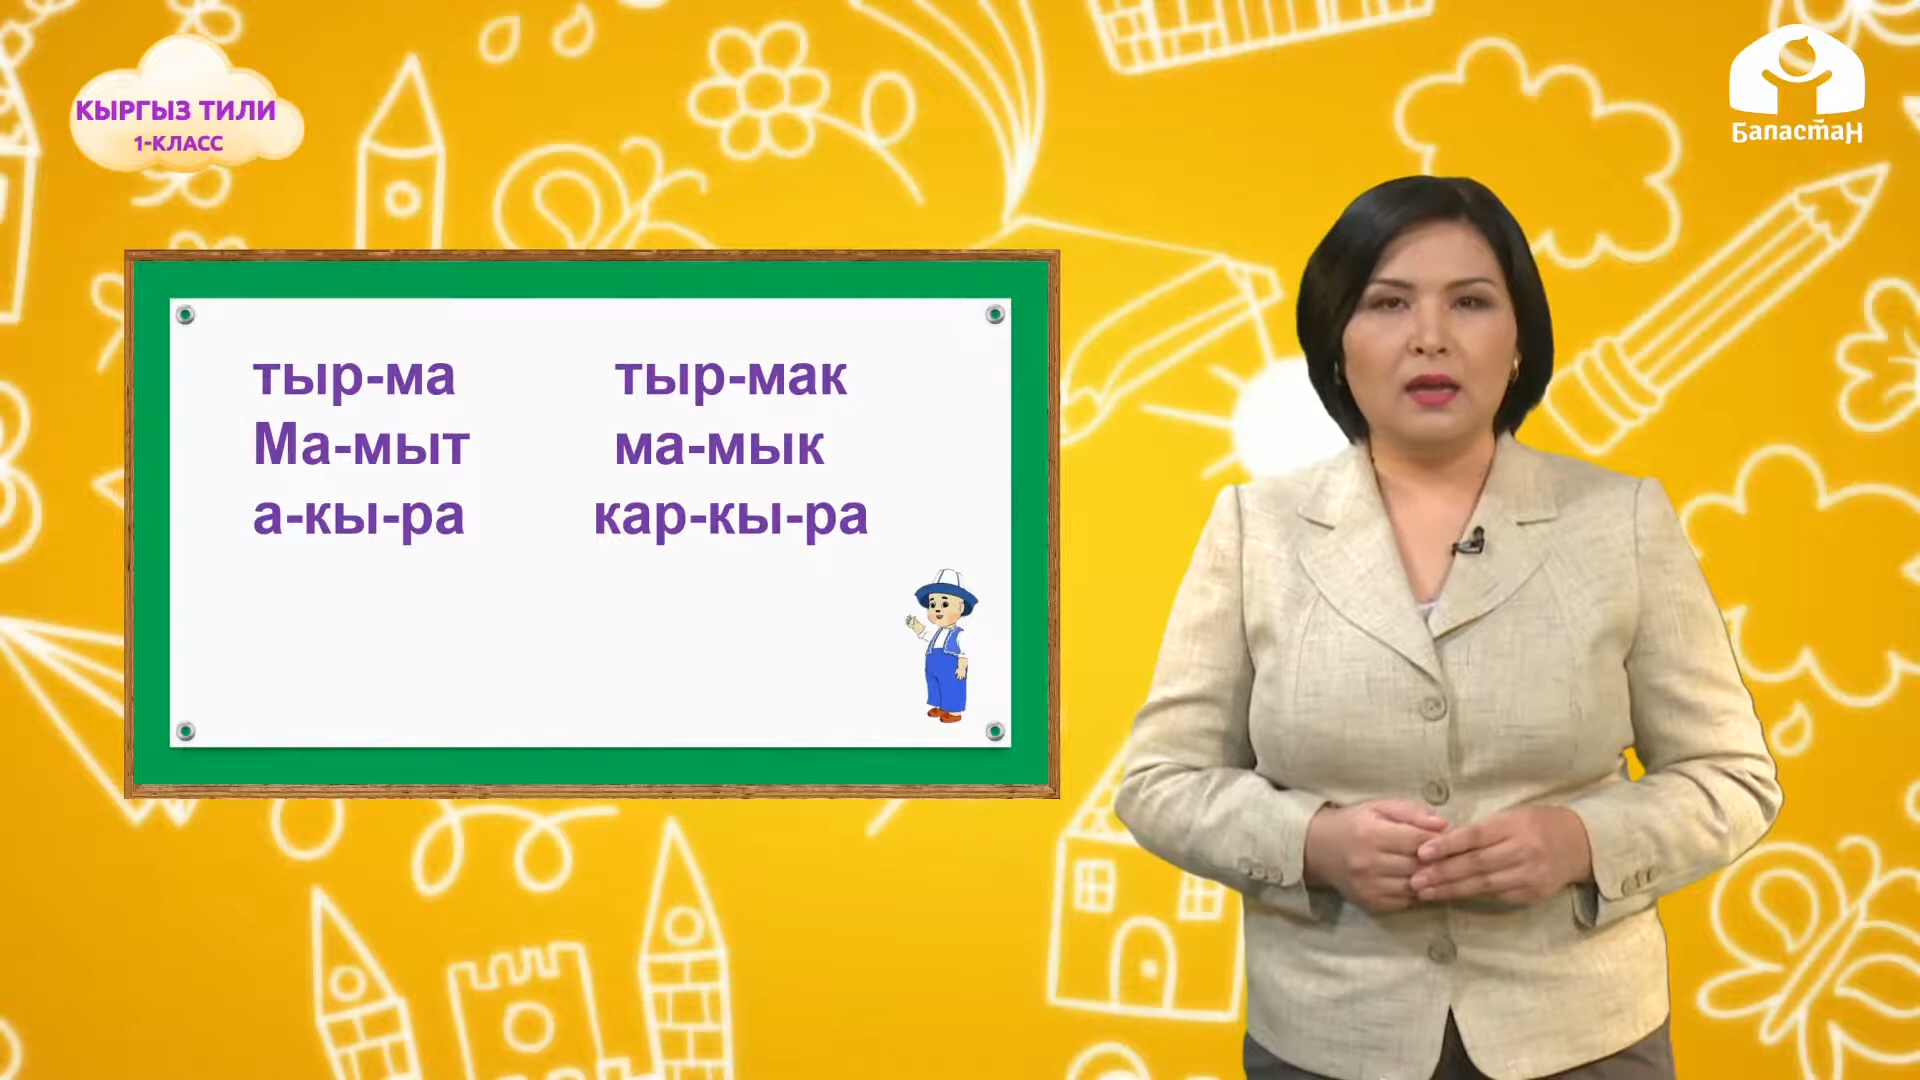 КЫРГЫЗ ТИЛИ
1-КЛАСС
Баластан
тыр-ма тыр-мак
Ма-мыт ма-мык
а-кы-ра кар-кы-ра